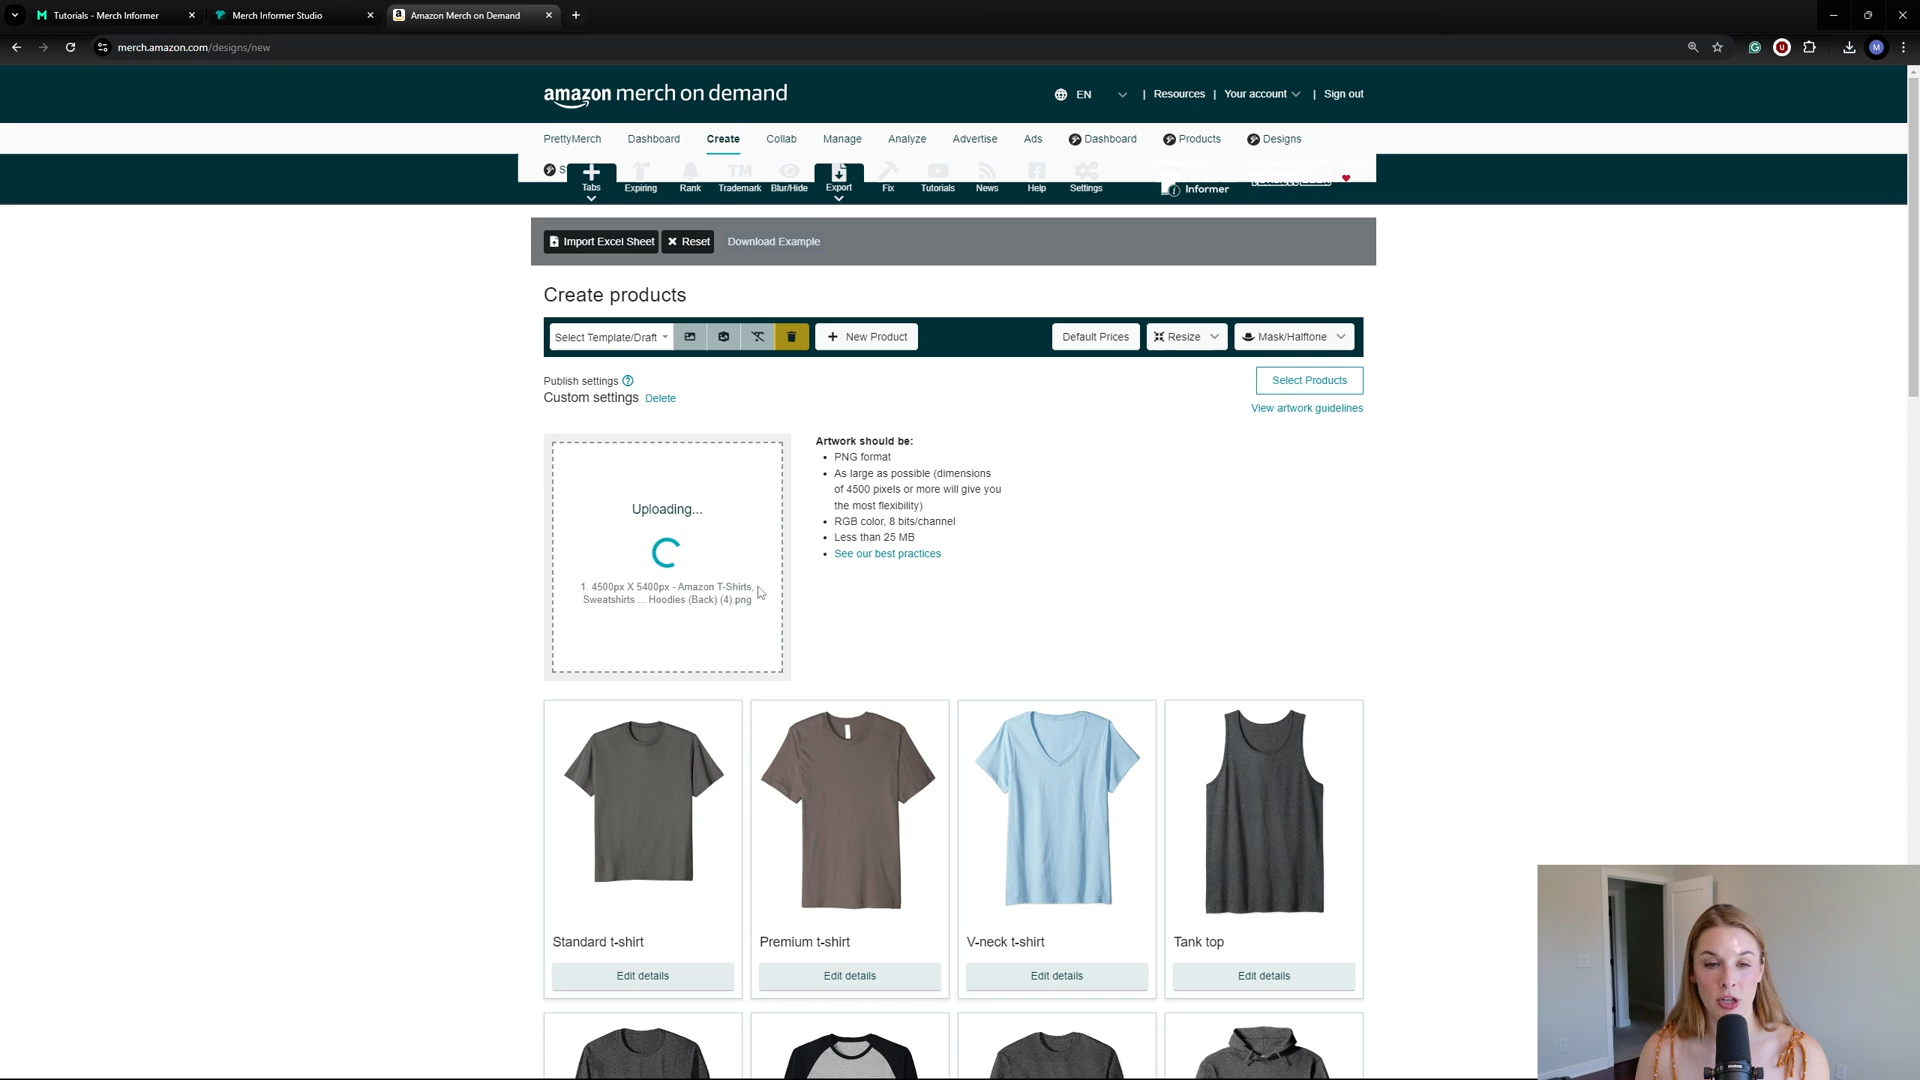 Tutorials - Merch Informer
Merch Informer Studio
Amazon Merch on Demand
merch.amazon.com/designs/new
amazon merch on demand
EN
Resources
Your account
Sign out
PrettyMerch
Dashboard
Create
Collab
Manage
Analyze
Advertise
Ads
Dashboard
Products
Designs
Tabs
Expiring
Rank
TM
Trademark
Blur/Hide
Export
Fix
Tutorials
News
Help
Settings
Informer
Import Excel Sheet
Reset
Download Example
Create products
Select Template/Draft
New Product
Default Prices
Resize
Mask/Halftone
Publish settings
Custom settings Delete
Select Products
View artwork guidelines
Uploading...
1. 4500px X 5400px - Amazon T-Shirts,
Sweatshirts ... Hoodies (Back) (4).png
Artwork should be:
PNG format
As large as possible (dimensions
of 4500 pixels or more will give you
the most flexibility)
RGB color, 8 bits/channel
Less than 25 MB
See our best practices
Standard t-shirt
Premium t-shirt
V-neck t-shirt
Tank top
Edit details
Edit details
Edit details
Edit details